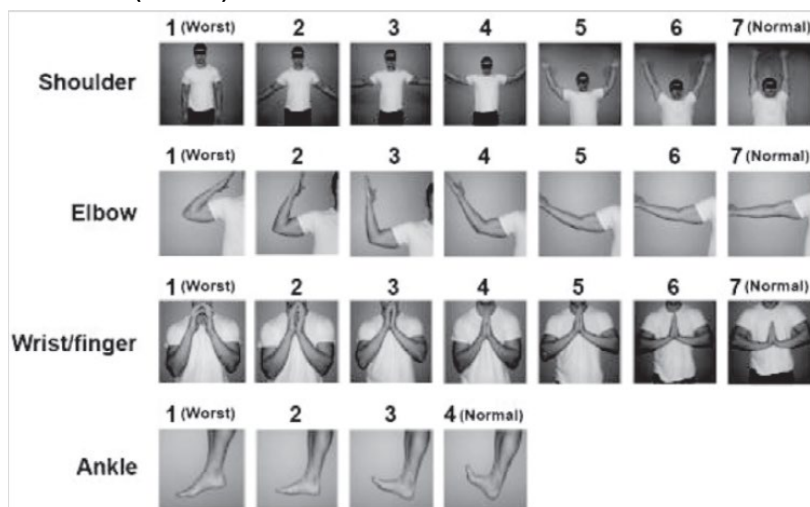 1 (Worst) 2 3 4 5 6 7 (Normal)
Shoulder
1 (Worst) 2 3 4 5 6 7 (Normal)
Elbow
1 (Worst) 2 3 4 5 6 7 (Normal)
Wrist/finger
1 (Worst) 2 3 4 (Normal)
Ankle